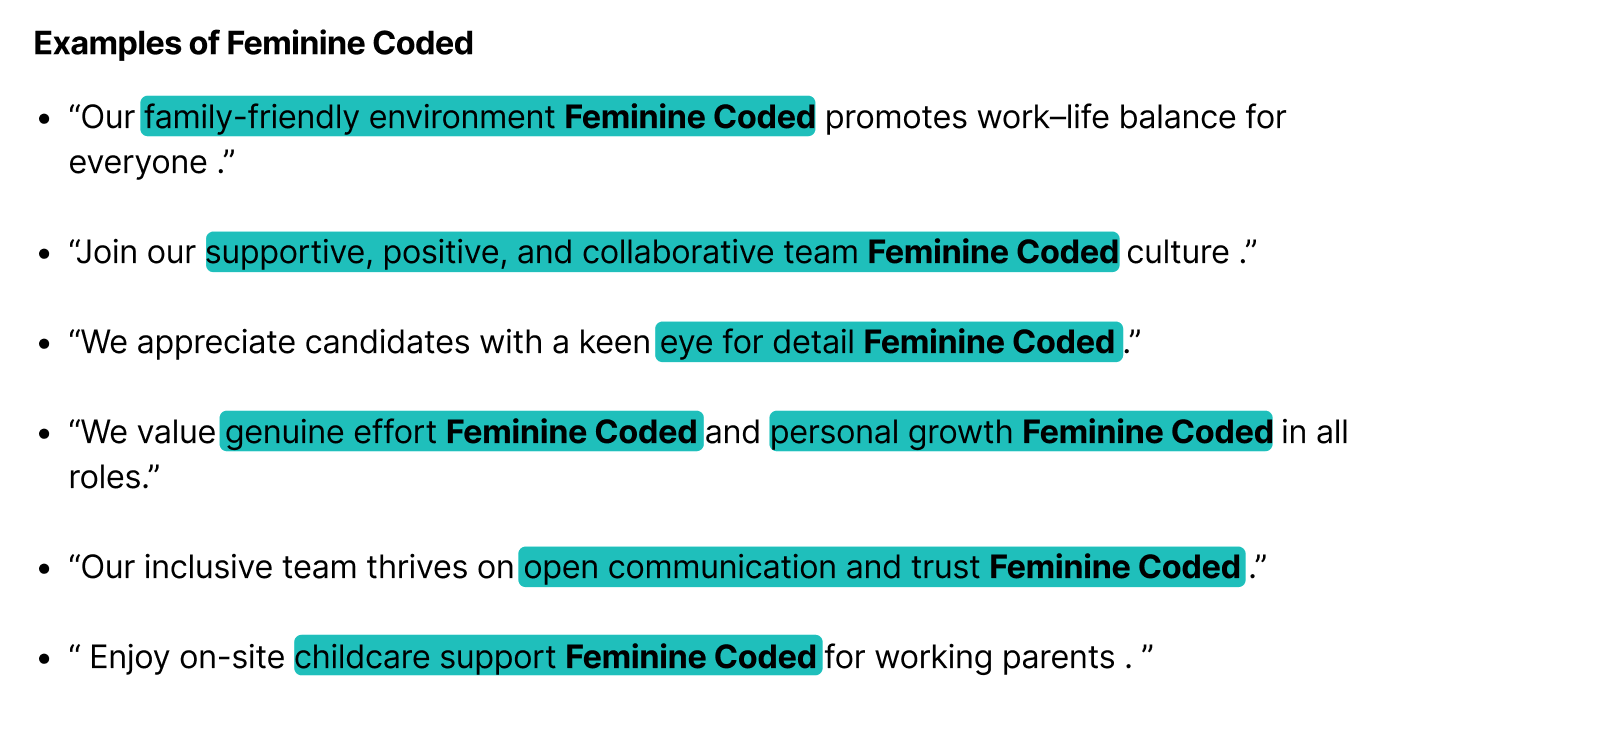 Examples of Feminine Coded
• “Our family-friendly environment Feminine Coded promotes work–life balance for
everyone .”
• “Join our supportive, positive, and collaborative team Feminine Coded culture .”
• “We appreciate candidates with a keen eye for detail Feminine Coded .”
• “We value genuine effort Feminine Coded and personal growth Feminine Coded in all
roles.”
• “Our inclusive team thrives on open communication and trust Feminine Coded .”
• “ Enjoy on-site childcare support Feminine Coded for working parents . ”